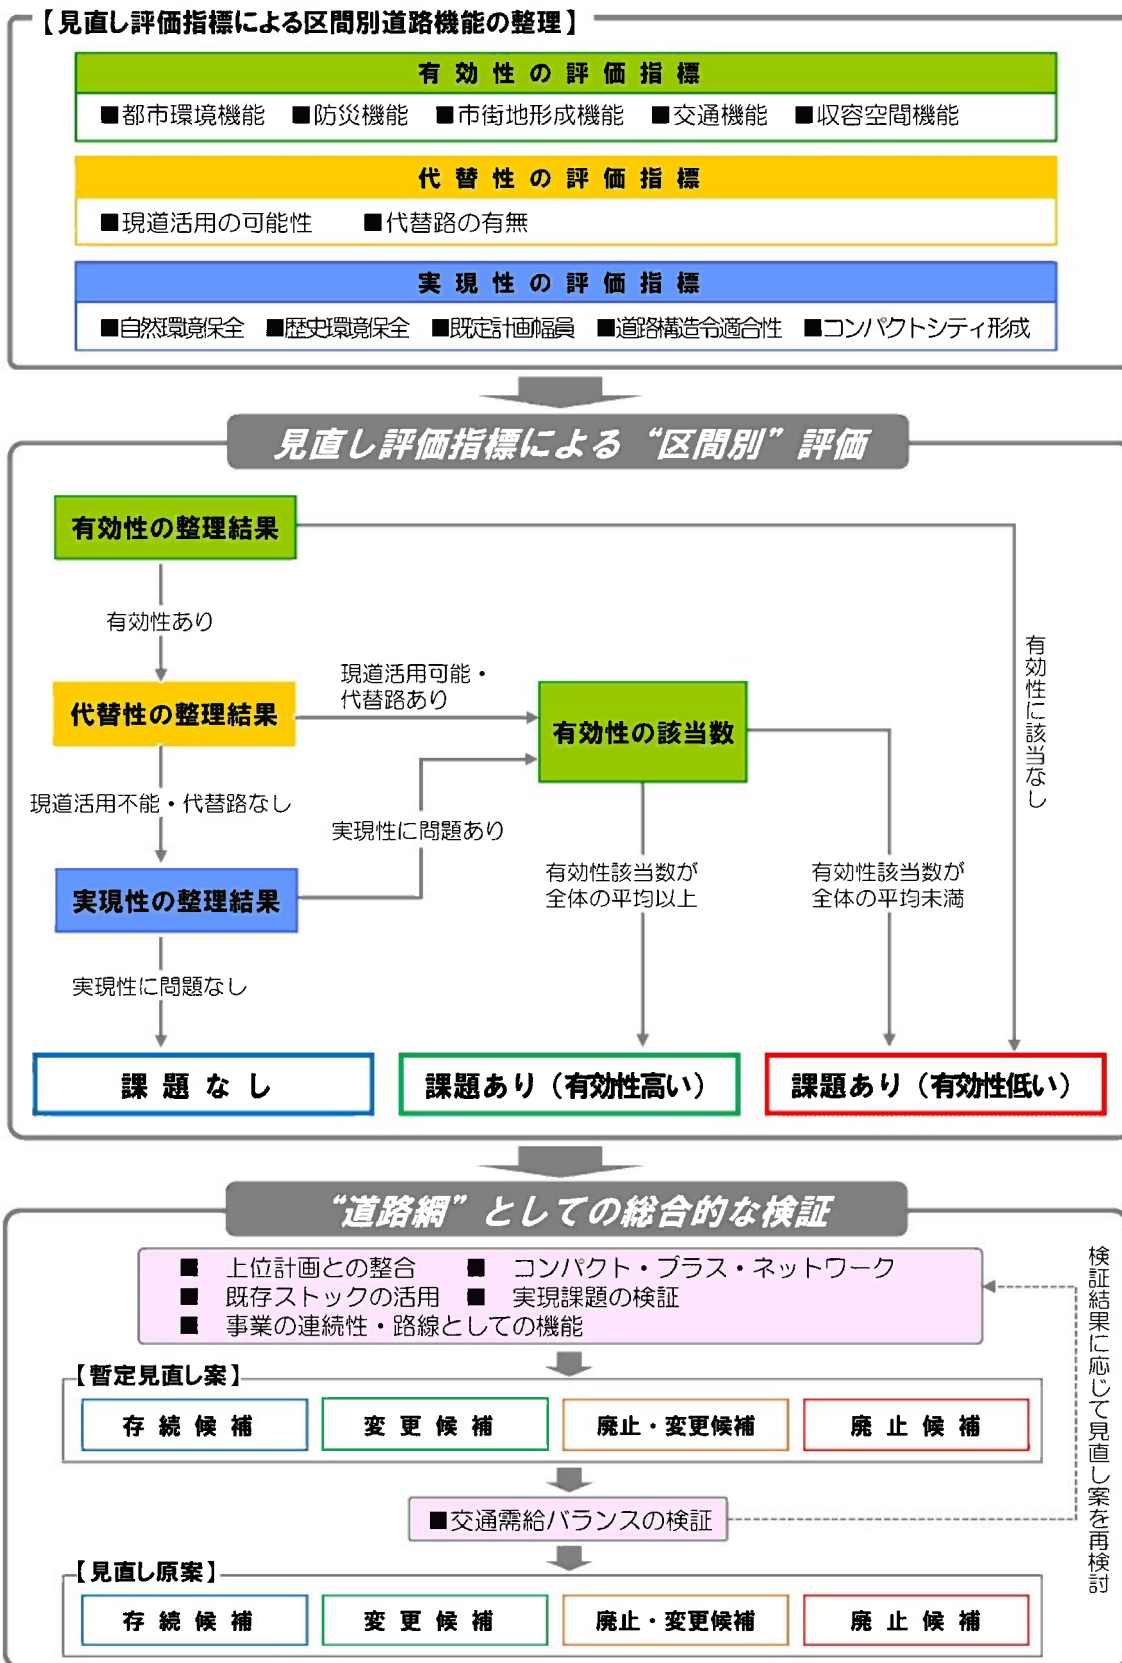 【見直し評価指標による区間別道路機能の整理】
有効性の評価指標
■都市環境機能 ■防災機能 ■市街地形成機能 ■交通機能 ■収容空間機能
代替性の評価指標
■現道活用の可能性 ■代替路の有無
実現性の評価指標
■自然環境保全 ■歴史環境保全 ■既定計画幅員 ■道路構造令適合性 ■コンパクトシティ形成
見直し評価指標による“区間別”評価
有効性の整理結果
有効性あり
有効性に該当なし
代替性の整理結果
現道活用可能・
代替路あり
有効性の該当数
現道活用不能・代替路なし
実現性に問題あり
実現性の整理結果
有効性該当数が
全体の平均以上
有効性該当数が
全体の平均未満
実現性に問題なし
課題なし
課題あり（有効性高い）
課題あり（有効性低い）
“道路網”としての総合的な検証
■ 上位計画との整合 ■ コンパクト・プラス・ネットワーク
■ 既存ストックの活用 ■ 実現課題の検証
■ 事業の連続性・路線としての機能
検証結果に応じて見直し案を再検討
【暫定見直し案】
存続候補 変更候補 廃止・変更候補 廃止候補
■交通需給バランスの検証
【見直し原案】
存続候補 変更候補 廃止・変更候補 廃止候補